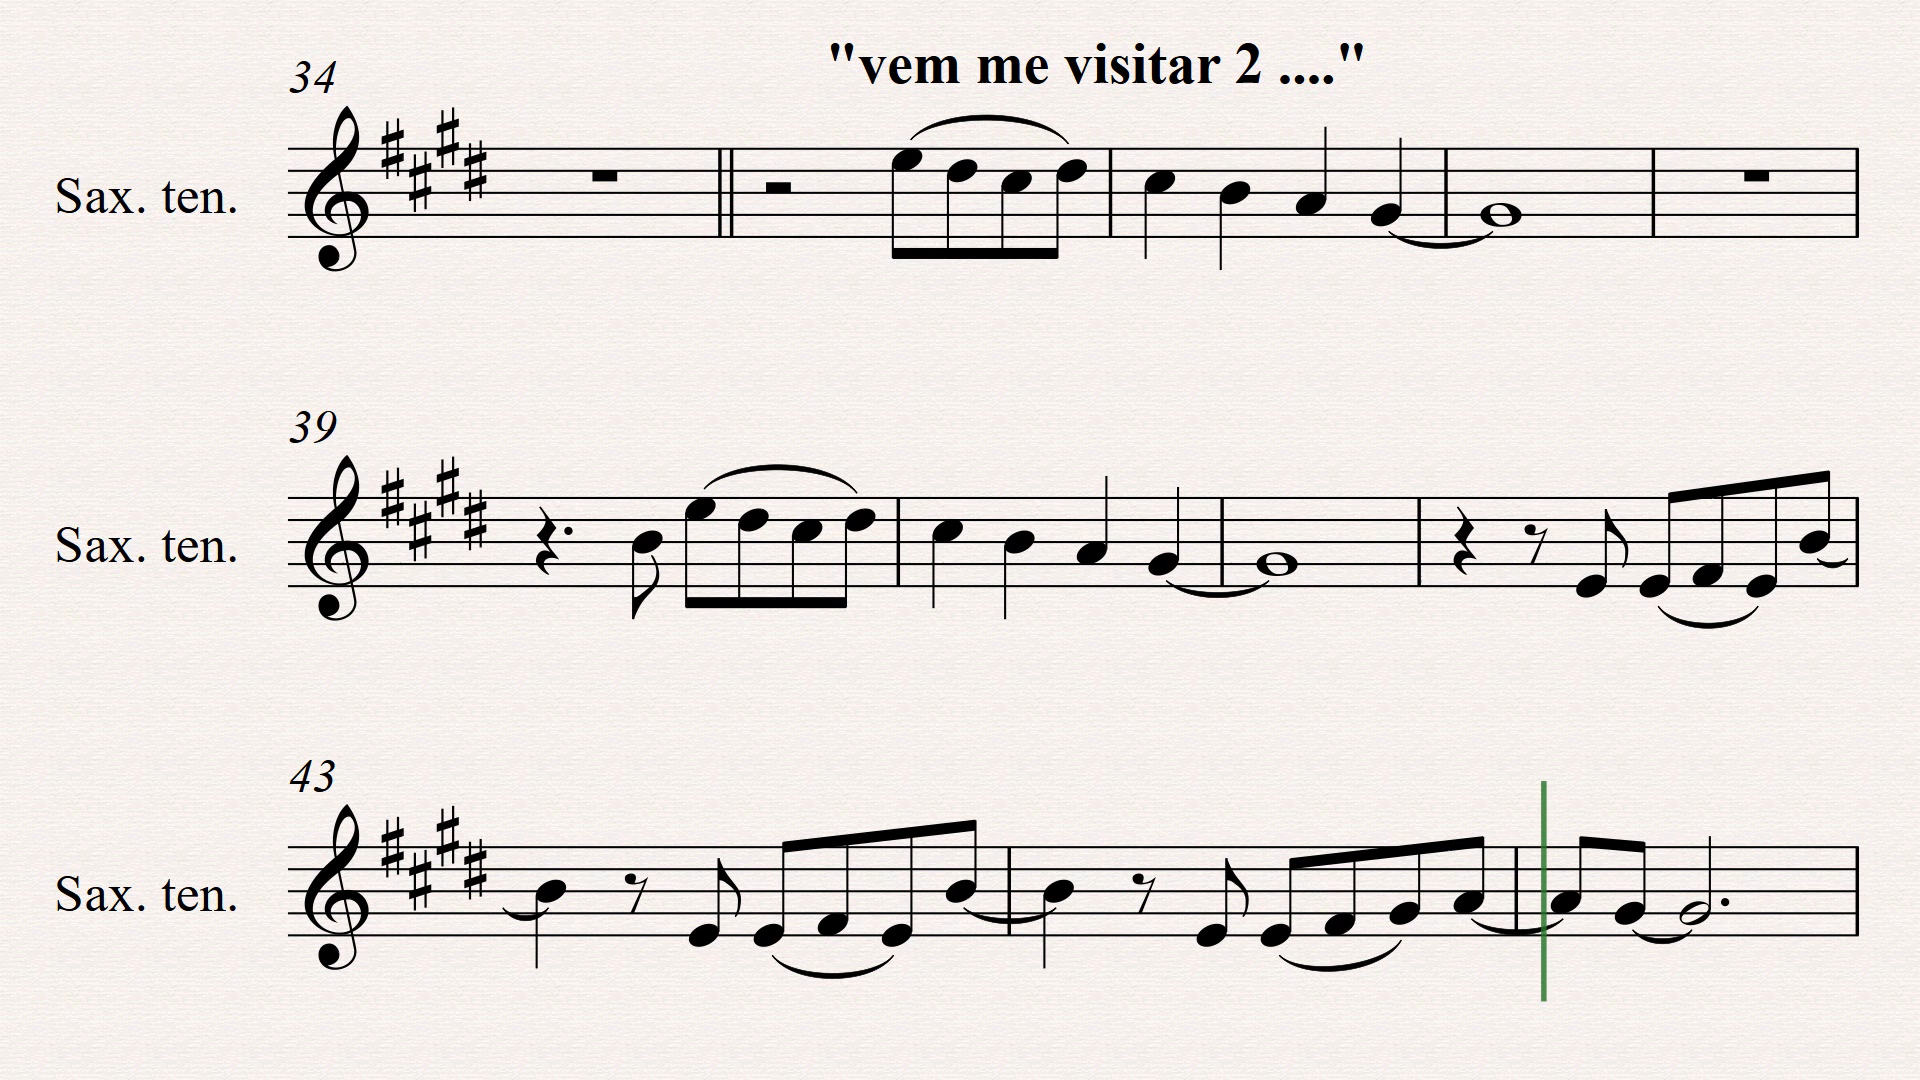 "vem me visitar 2 ...."
34
Sax. ten.
39
Sax. ten.
43
Sax. ten.